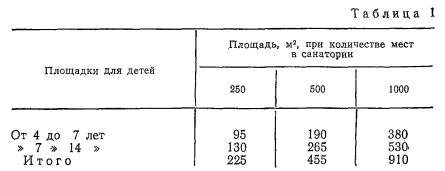 Таблица 1
Площадки для детей
Площадь, м², при количестве мест
в санатории
250 500 1000
От 4 до 7 лет 95 190 380
» 7 » 14 » 130 265 530
Итого 225 455 910